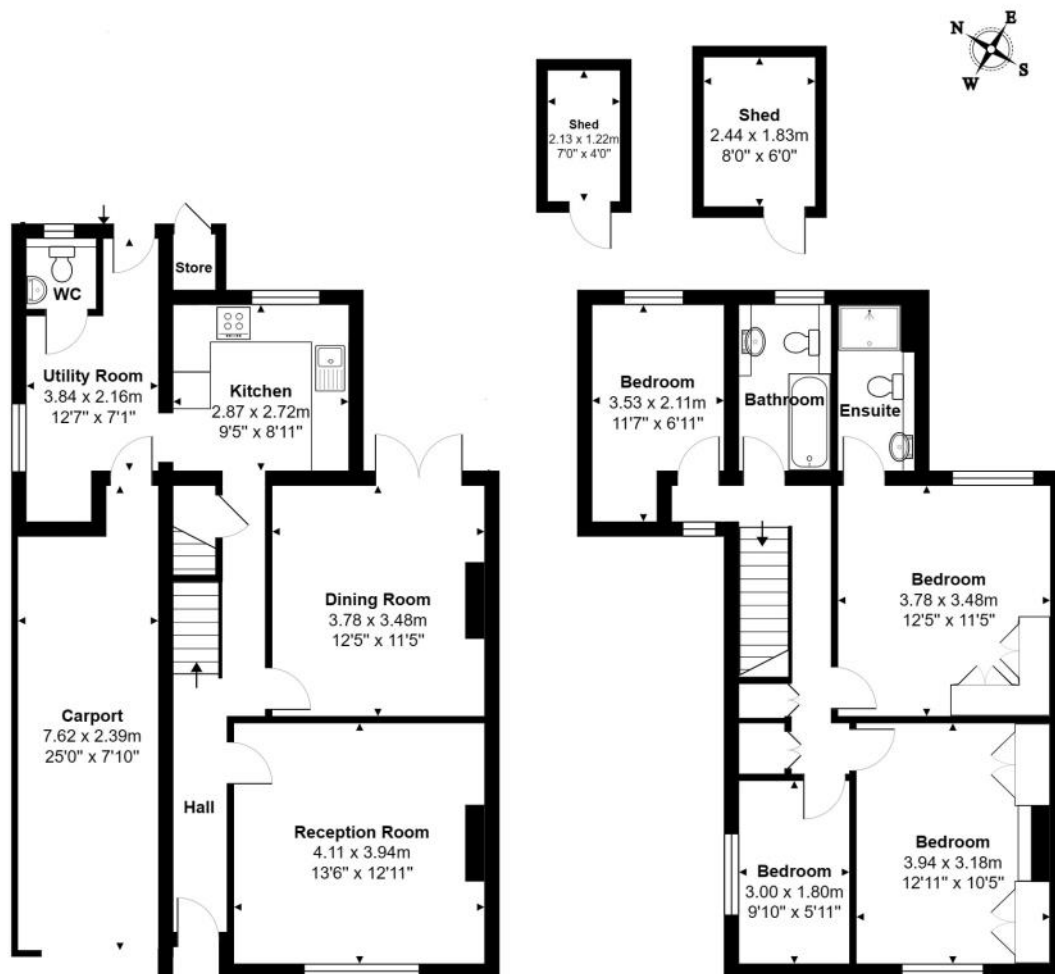 N
E
W
S
Shed
2.13 x 1.22m
7'0" x 4'0"
Shed
2.44 x 1.83m
8'0" x 6'0"
WC
Store
Utility Room
3.84 x 2.16m
12'7" x 7'1"
Kitchen
2.87 x 2.72m
9'5" x 8'11"
Dining Room
3.78 x 3.48m
12'5" x 11'5"
Carport
7.62 x 2.39m
25'0" x 7'10"
Hall
Reception Room
4.11 x 3.94m
13'6" x 12'11"
Bedroom
3.53 x 2.11m
11'7" x 6'11"
Bathroom
Ensuite
Bedroom
3.78 x 3.48m
12'5" x 11'5"
Bedroom
3.00 x 1.80m
9'10" x 5'11"
Bedroom
3.94 x 3.18m
12'11" x 10'5"